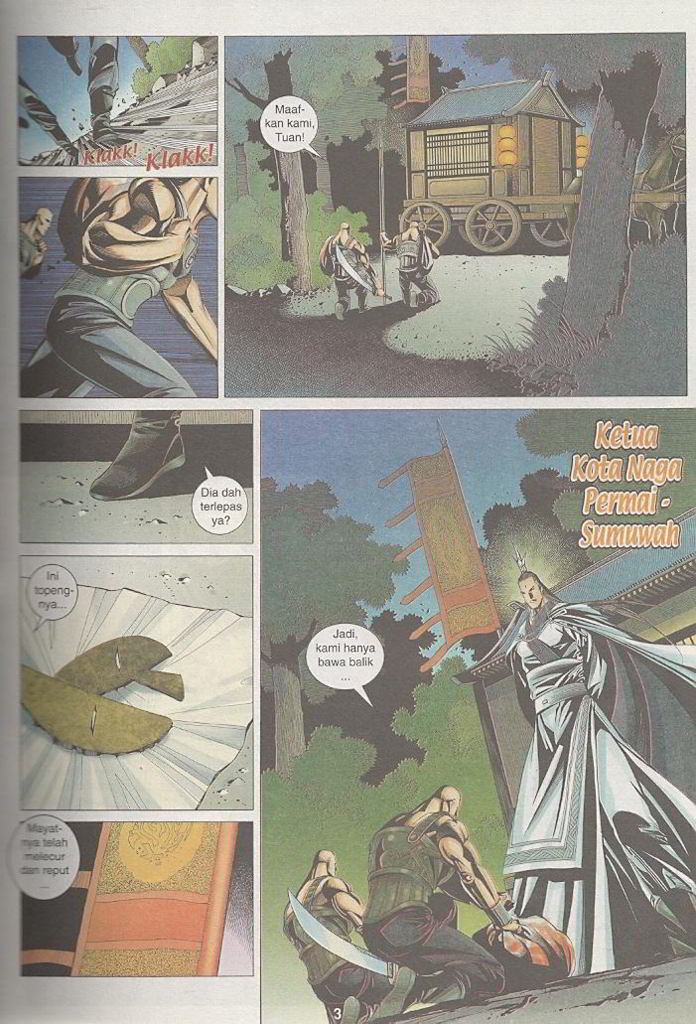 Klakk!
Klakk!
Maaf-
kan kami,
Tuan!
Dia dah
terlepas
ya?
Ini
topeng-
nya...
Mayat-
nya telah
melecur
dan reput
...
Ketua
Kota Naga
Permai -
Sumuwah
Jadi,
kami hanya
bawa balik
...
3